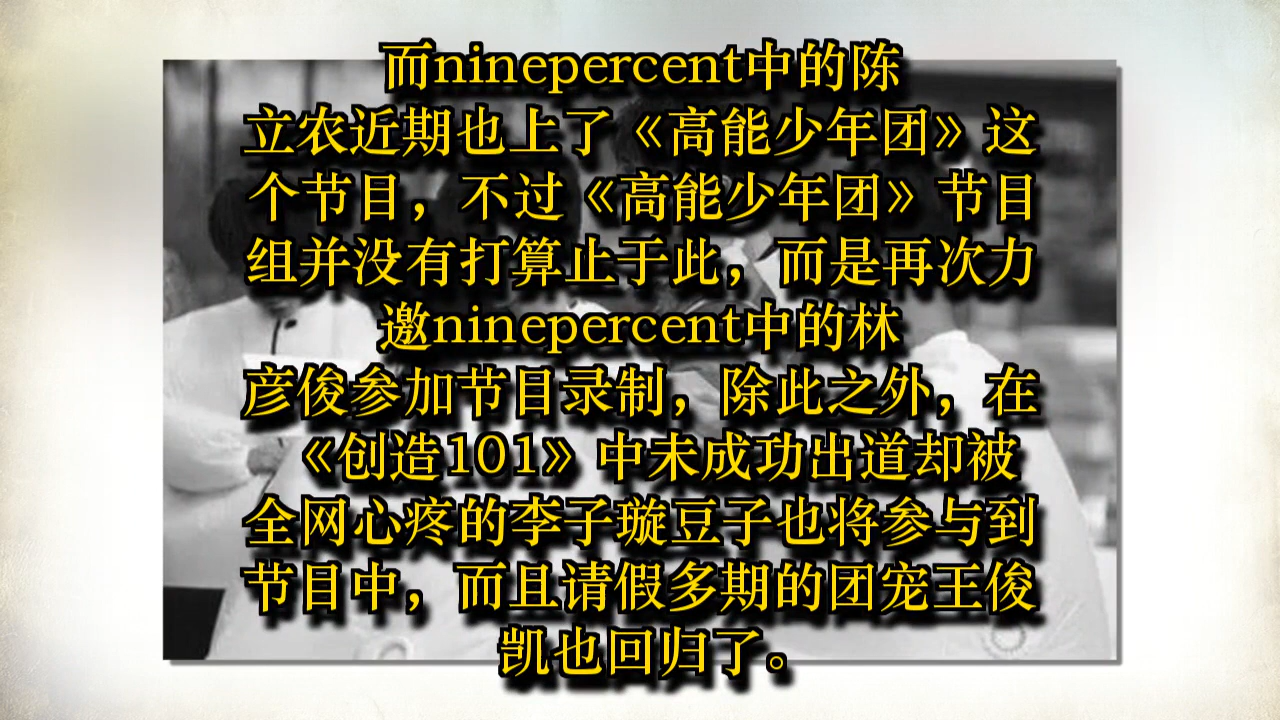 而ninepercent中的陈
立农近期也上了《高能少年团》这
个节目，不过《高能少年团》节目
组并没有打算止于此，而是再次力
邀ninepercent中的林
彦俊参加节目录制，除此之外，在
《创造101》中未成功出道却被
全网心疼的李子璇豆子也将参与到
节目中，而且请假多期的团宠王俊
凯也回归了。